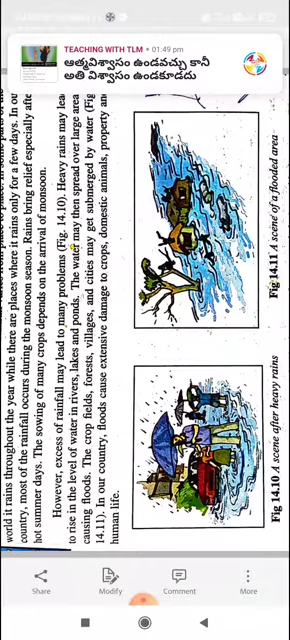 TEACHING WITH TLM • 01:49 pm
ఆత్మవిశ్వాసం ఉండవచ్చు కానీ
అతి విశ్వాసం ఉండకూడదు
world it rains throughout the year while there are places where it rains only for a few days. In our
country, most of the rainfall occurs during the monsoon season. Rains bring relief especially after
hot summer days. The sowing of many crops depends on the arrival of monsoon.
However, excess of rainfall may lead to many problems (Fig. 14.10). Heavy rains may lead
to rise in the level of water in rivers, lakes and ponds. The water may then spread over large areas
causing floods. The crop fields, forests, villages, and cities may get submerged by water (Fig
14.11). In our country, floods cause extensive damage to crops, domestic animals, property and
human life.
Fig 14.10 A scene after heavy rains
Fig 14.11 A scene of a flooded area
Share
Modify
Comment
More